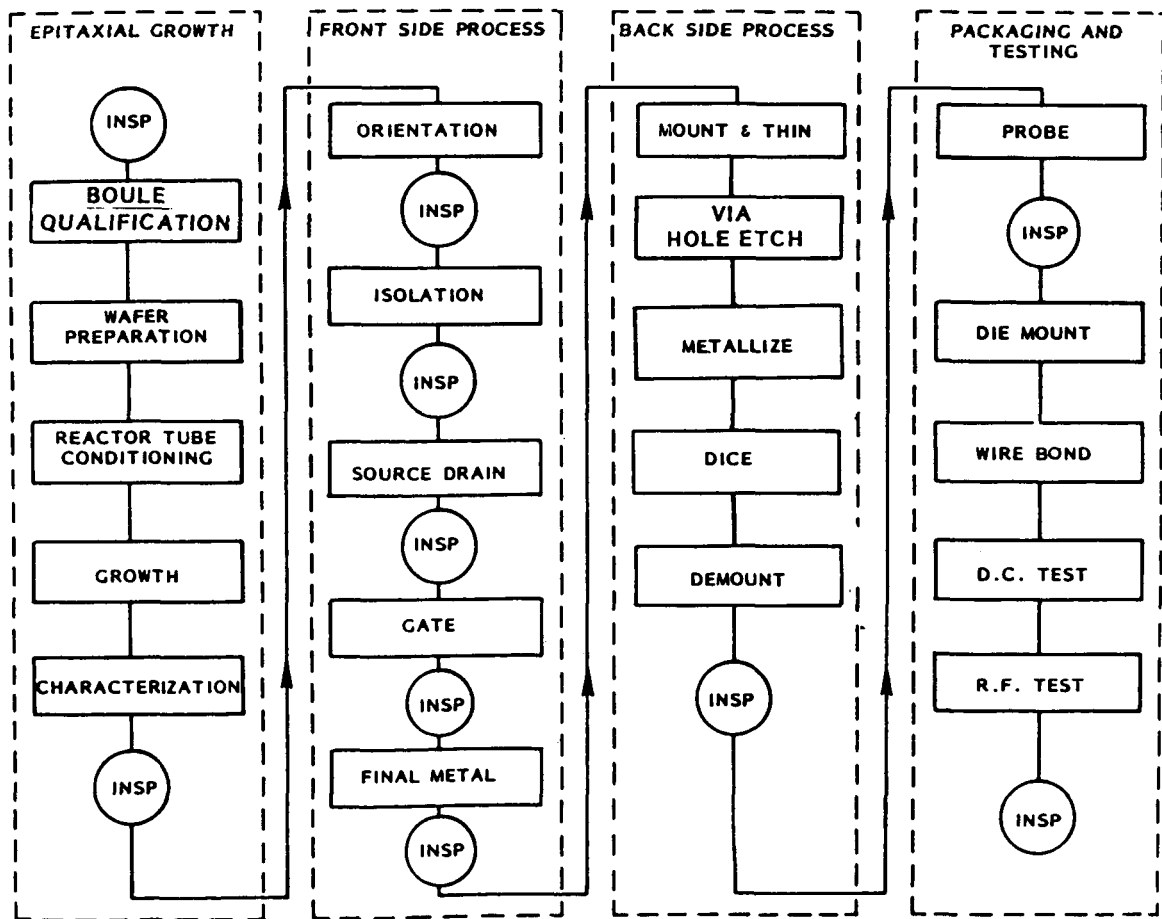 EPITAXIAL GROWTH
INSP
BOULE
QUALIFICATION
WAFER
PREPARATION
REACTOR TUBE
CONDITIONING
GROWTH
CHARACTERIZATION
INSP
FRONT SIDE PROCESS
ORIENTATION
INSP
ISOLATION
INSP
SOURCE DRAIN
INSP
GATE
INSP
FINAL METAL
INSP
BACK SIDE PROCESS
MOUNT & THIN
VIA
HOLE ETCH
METALLIZE
DICE
DEMOUNT
INSP
PACKAGING AND
TESTING
PROBE
INSP
DIE MOUNT
WIRE BOND
D.C. TEST
R.F. TEST
INSP